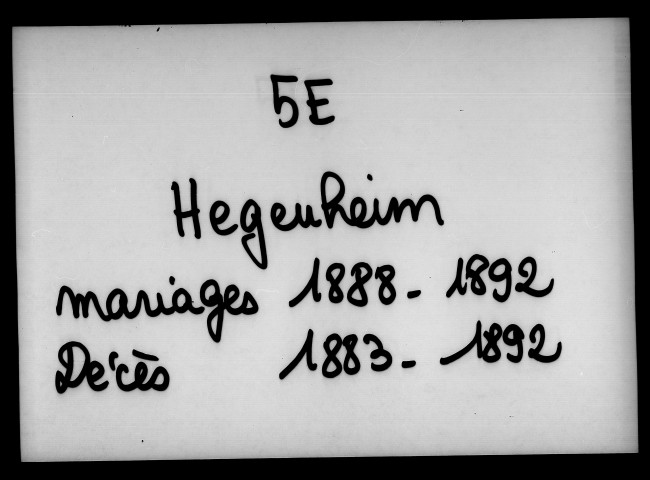 5E
Hegenheim
mariages 1888 - 1892
Décès 1883 - 1892